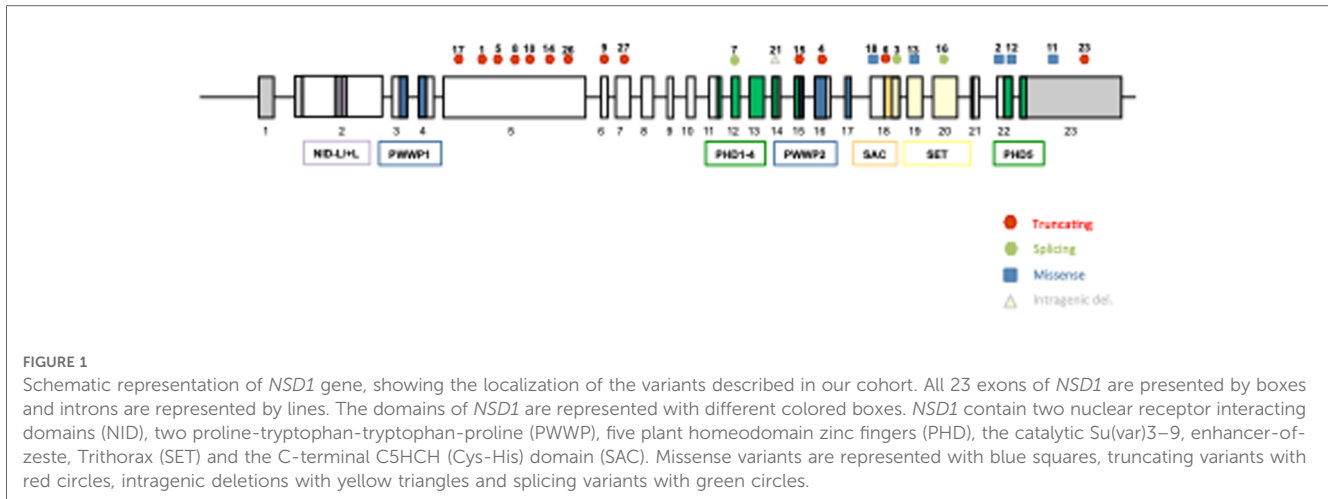 17 1 5 8 10 14 26 9 27 7 21 15 4 18 6 3 13 16 2 12 11 23
1 2 3 4 5 6 7 8 9 10 11 12 13 14 15 16 17 18 19 20 21 22 23
NID-LI+L PWWP1 PHD1-4 PWWP2 SAC SET PHD5
Truncating
Splicing
Missense
Intragenic del.
FIGURE 1
Schematic representation of NSD1 gene, showing the localization of the variants described in our cohort. All 23 exons of NSD1 are presented by boxes
and introns are represented by lines. The domains of NSD1 are represented with different colored boxes. NSD1 contain two nuclear receptor interacting
domains (NID), two proline-tryptophan-tryptophan-proline (PWWP), five plant homeodomain zinc fingers (PHD), the catalytic Su(var)3–9, enhancer-of-
zeste, Trithorax (SET) and the C-terminal C5HCH (Cys-His) domain (SAC). Missense variants are represented with blue squares, truncating variants with
red circles, intragenic deletions with yellow triangles and splicing variants with green circles.